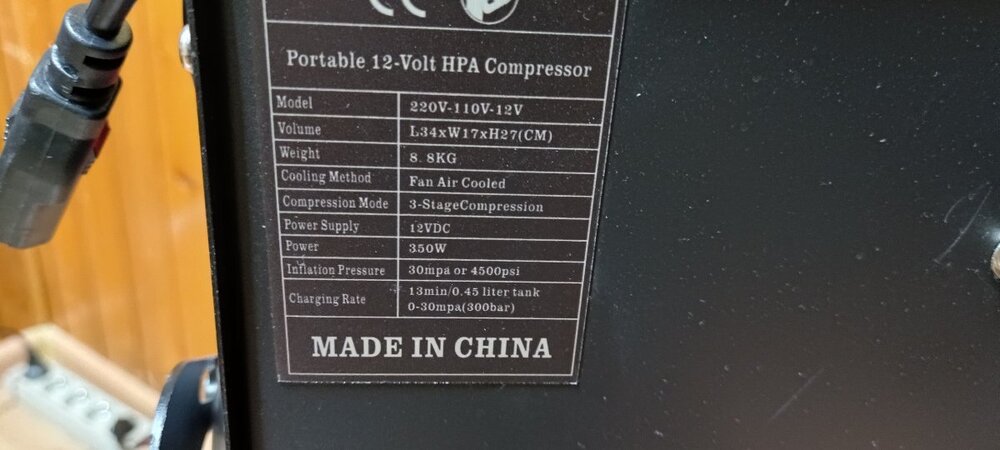 CE
Portable 12-Volt HPA Compressor
Model 220V-110V-12V
Volume L34xW17xH27(CM)
Weight 8.8KG
Cooling Method Fan Air Cooled
Compression Mode 3-StageCompression
Power Supply 12VDC
Power 350W
Inflation Pressure 30mpa or 4500psi
Charging Rate 13min/0.45 liter tank
0-30mpa(300bar)
MADE IN CHINA